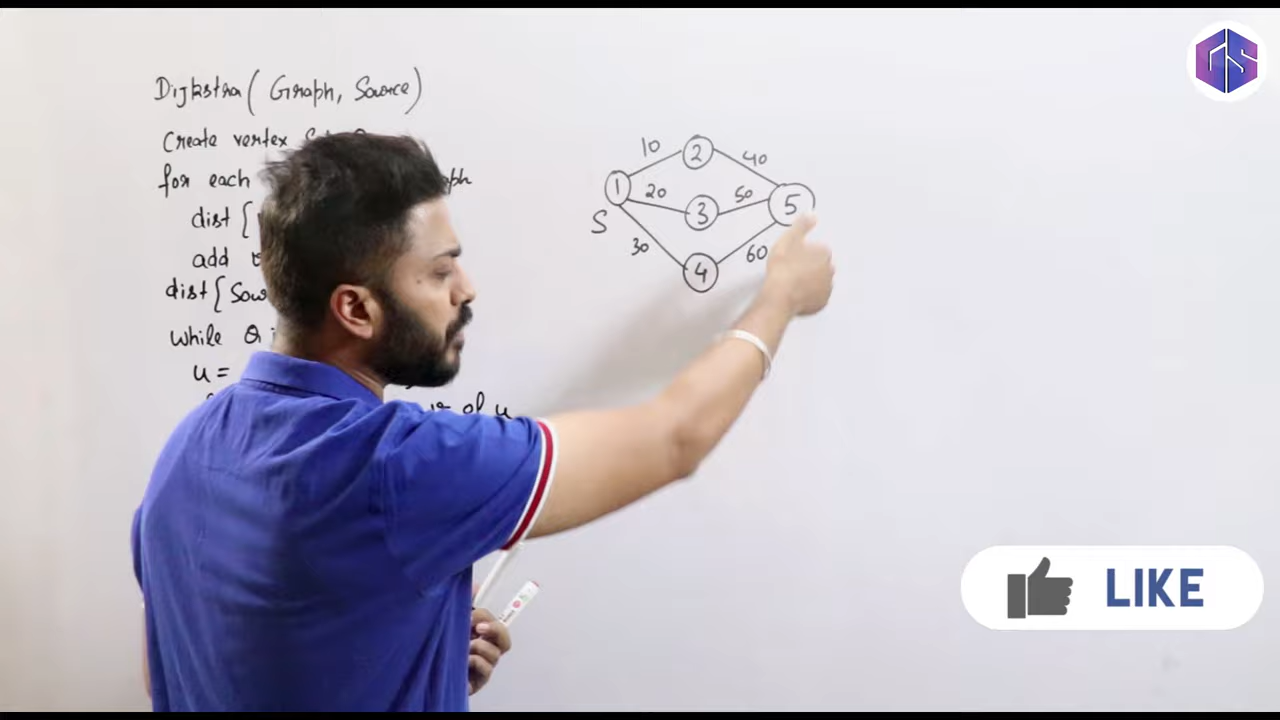 Dijkstra( Graph, Source)
Create vertex
for each
dist [
add
dist [Sou
while Q i
u =
of u
10
2
40
1
20
3
50
5
S
30
4
60
LIKE